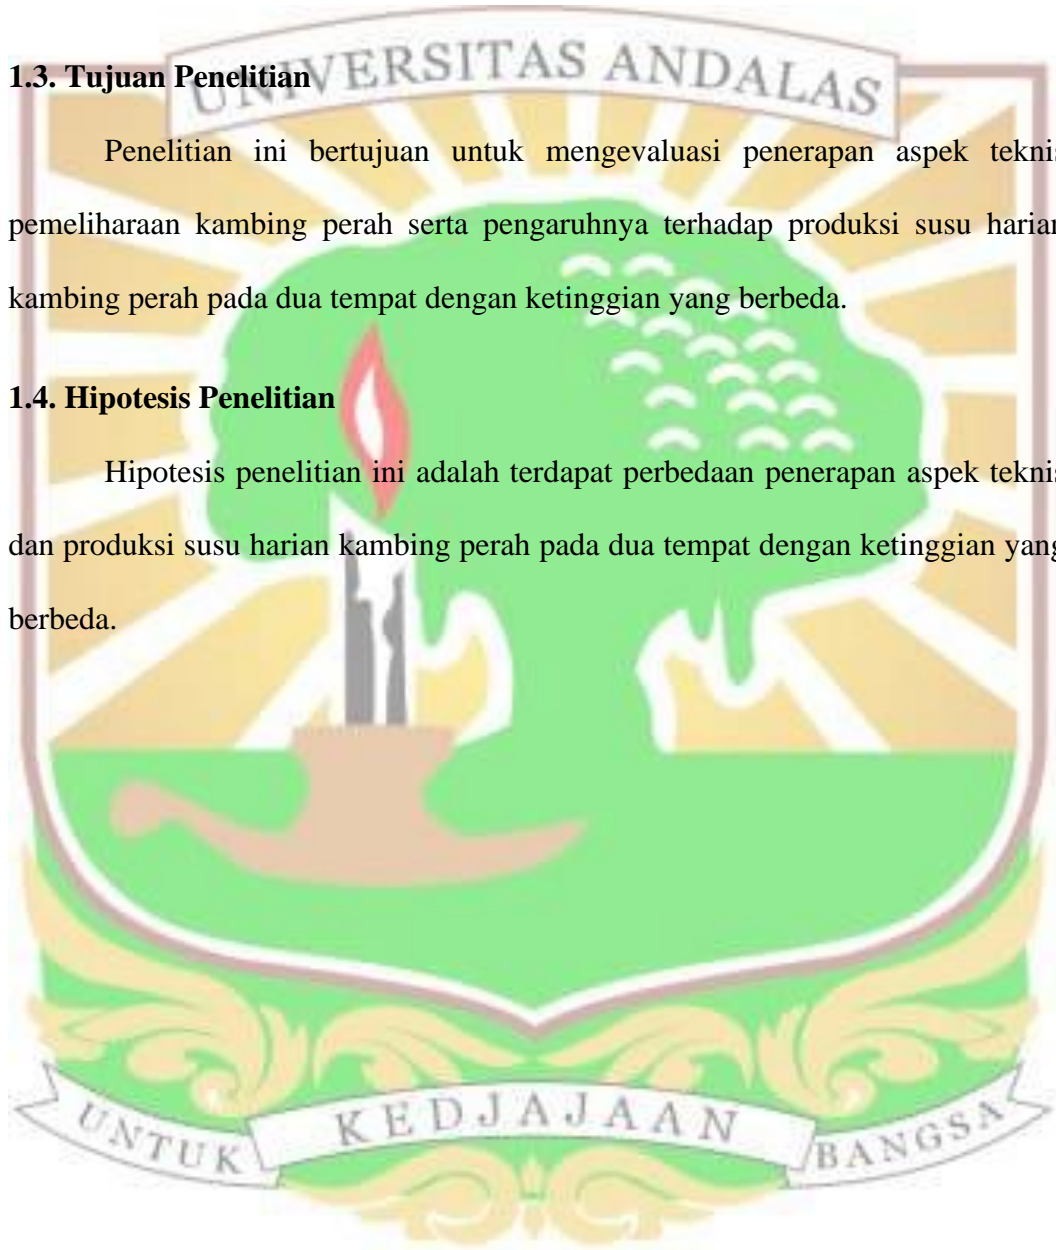 UNIVERSITAS ANDALAS
1.3. Tujuan Penelitian
Penelitian ini bertujuan untuk mengevaluasi penerapan aspek teknis
pemeliharaan kambing perah serta pengaruhnya terhadap produksi susu harian
kambing perah pada dua tempat dengan ketinggian yang berbeda.
1.4. Hipotesis Penelitian
Hipotesis penelitian ini adalah terdapat perbedaan penerapan aspek teknis
dan produksi susu harian kambing perah pada dua tempat dengan ketinggian yang
berbeda.
UNTUK KEDJAJAAN BANGSA